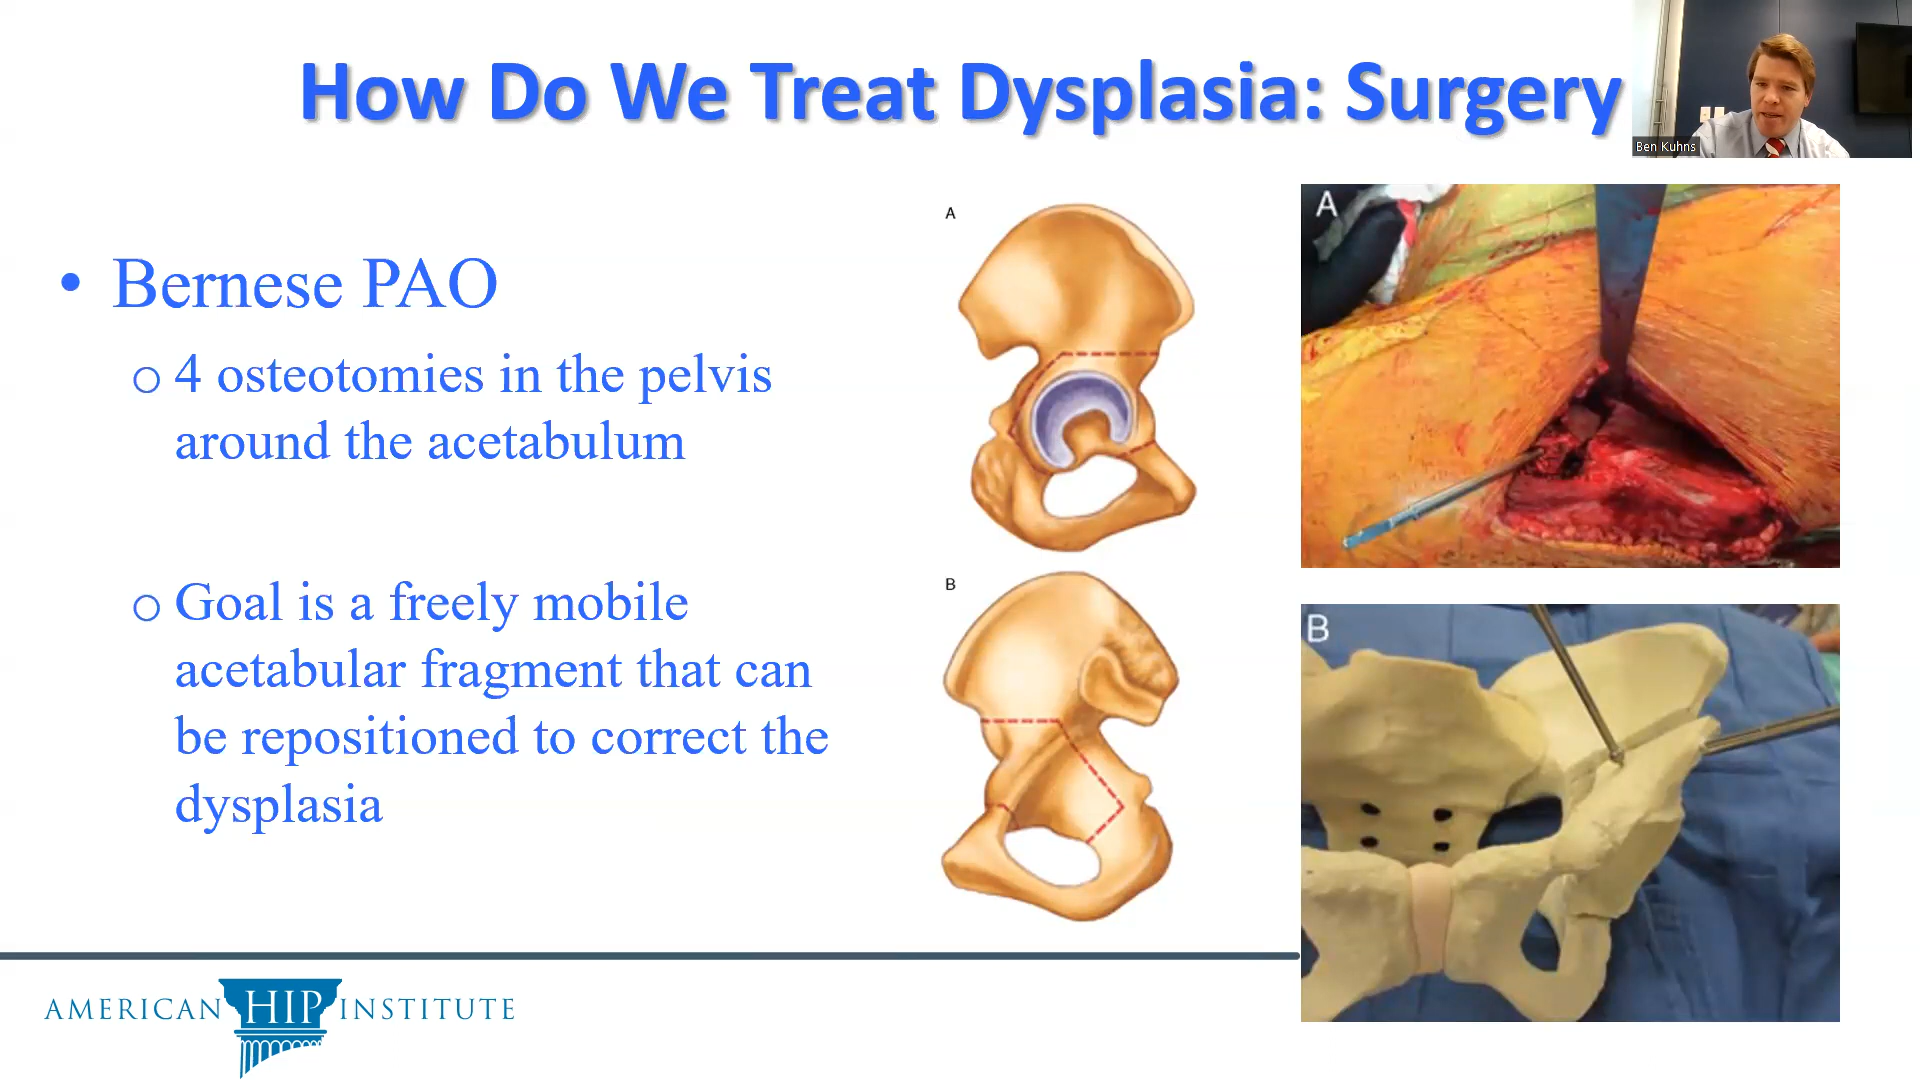 How Do We Treat Dysplasia: Surgery
Ben Kuhns
• Bernese PAO
o 4 osteotomies in the pelvis
around the acetabulum
o Goal is a freely mobile
acetabular fragment that can
be repositioned to correct the
dysplasia
A
B
A
B
AMERICAN HIP INSTITUTE